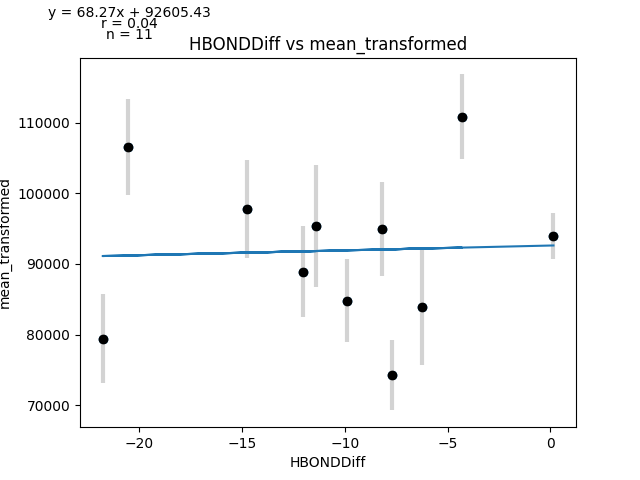 y = 68.27x + 92605.43
r = 0.04
n = 11
HBONDDiff vs mean_transformed
110000
100000
90000
80000
70000
mean_transformed
−20
−15
−10
−5
0
HBONDDiff